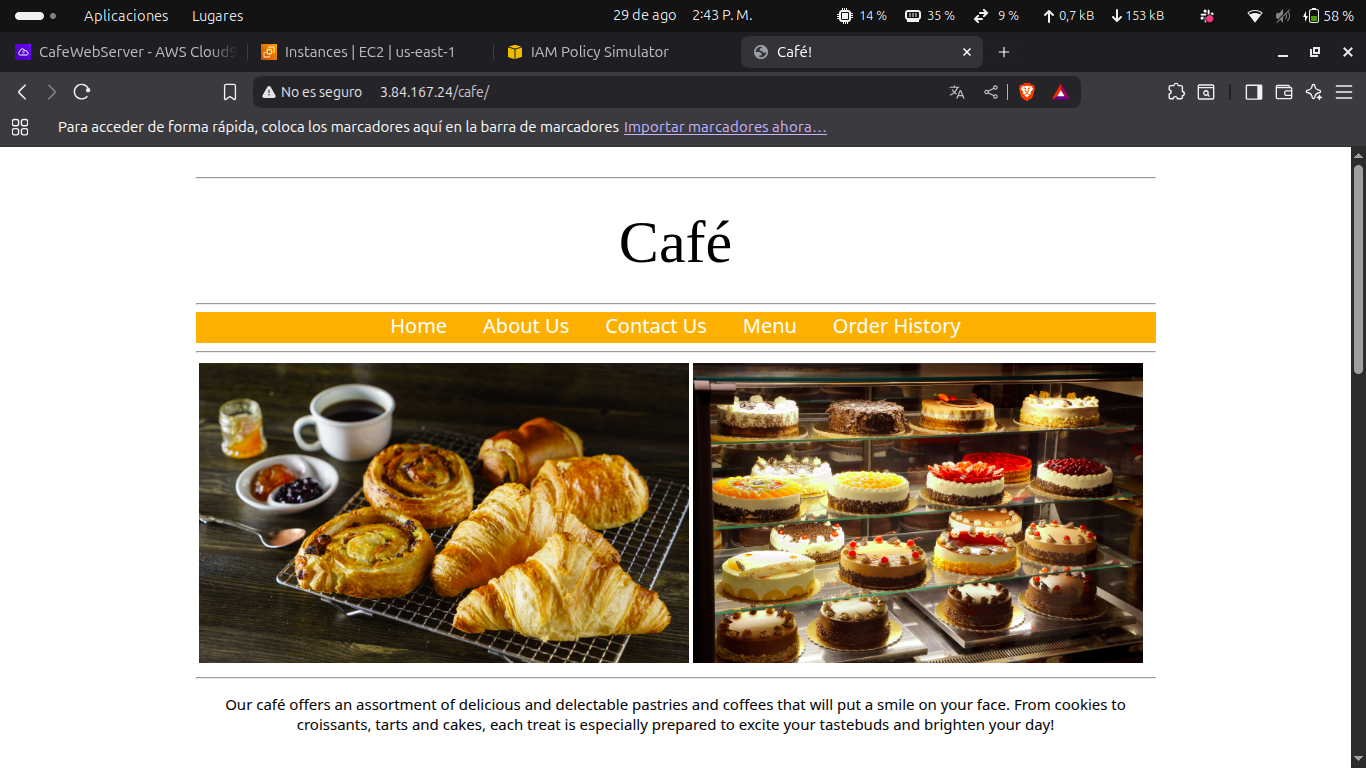 Aplicaciones Lugares 29 de ago 2:43 P. M. 14 % 35 % 9 % 0,7 kB 153 kB 58 %
CafeWebServer - AWS Cloud9 Instances | EC2 | us-east-1 IAM Policy Simulator Café!
No es seguro 3.84.167.24/cafe/
Para acceder de forma rápida, coloca los marcadores aquí en la barra de marcadores Importar marcadores ahora...
Café
Home About Us Contact Us Menu Order History
Our café offers an assortment of delicious and delectable pastries and coffees that will put a smile on your face. From cookies to
croissants, tarts and cakes, each treat is especially prepared to excite your tastebuds and brighten your day!